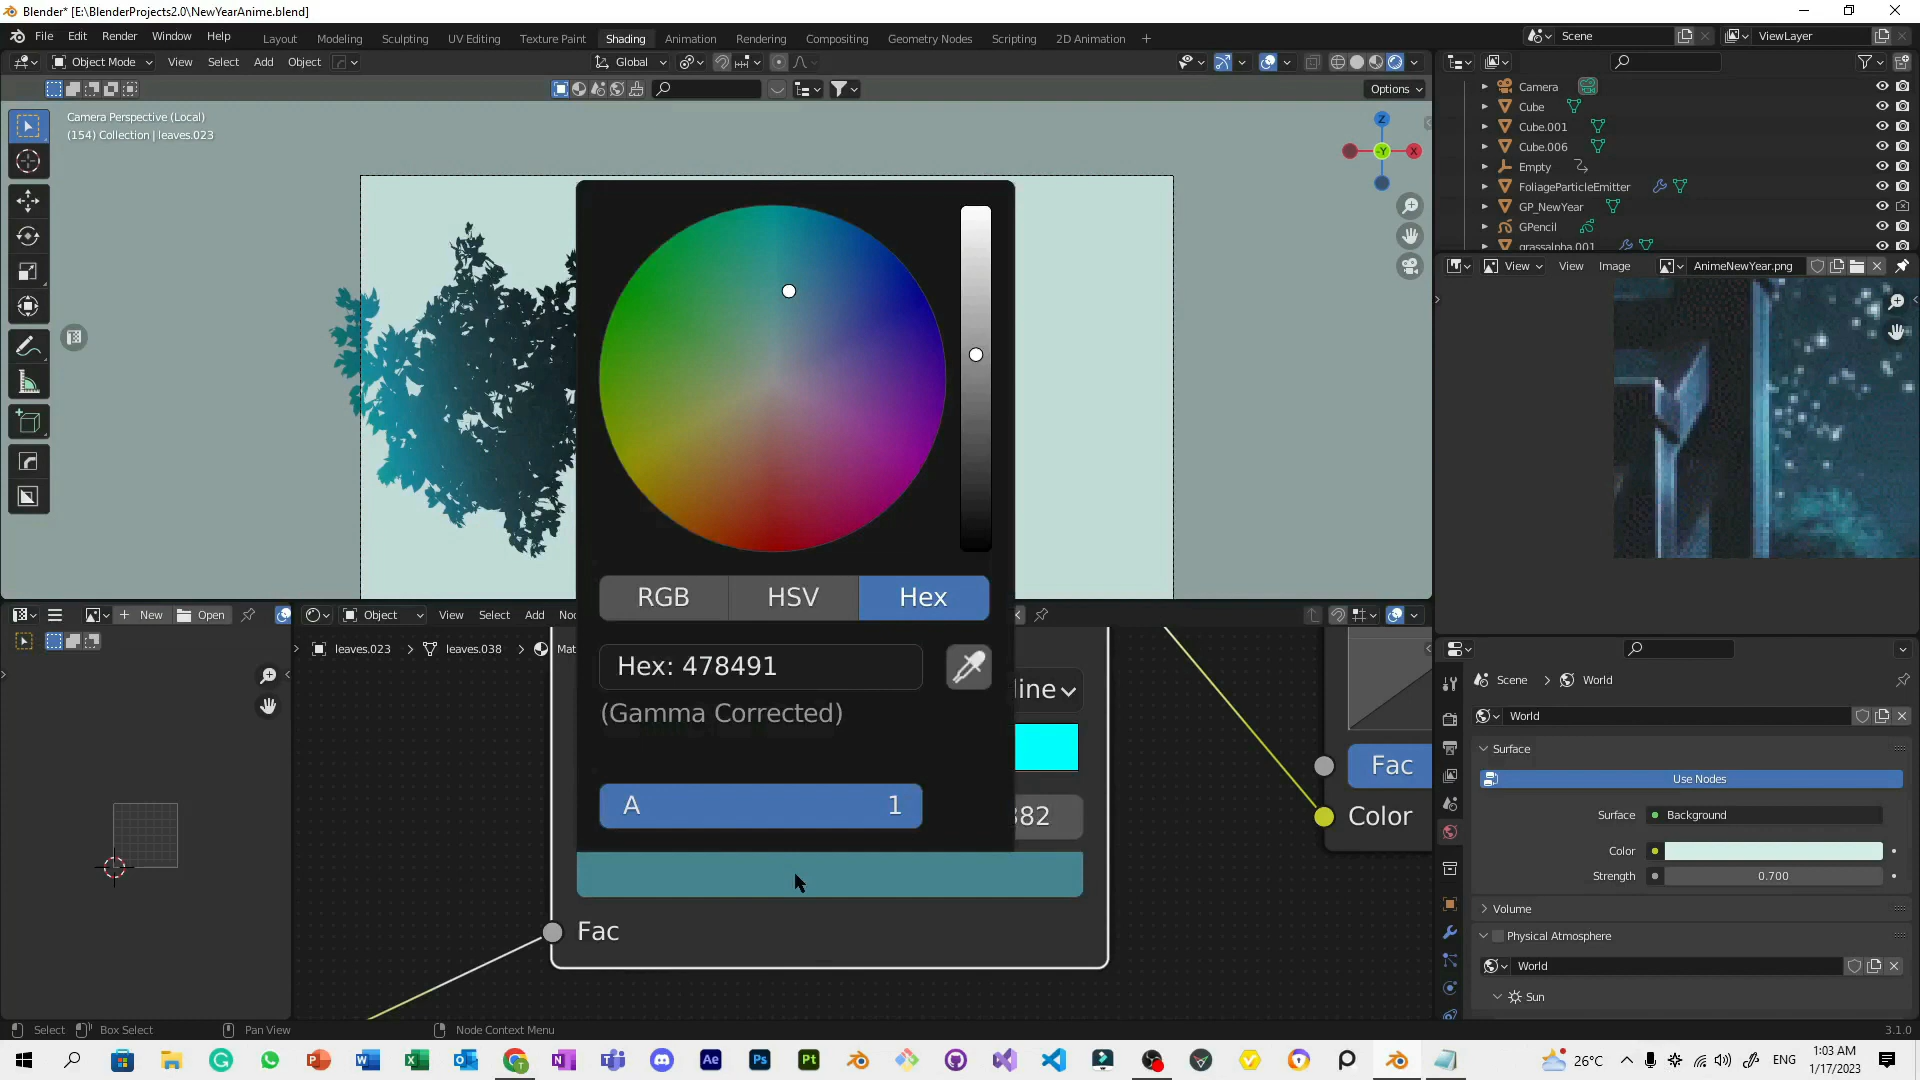 Blender* [E:\BlenderProjects2.0\NewYearAnime.blend]
File Edit Render Window Help Layout Modeling Sculpting UV Editing Texture Paint Shading Animation Rendering Compositing Geometry Nodes Scripting 2D Animation + Scene ViewLayer
Object Mode View Select Add Object Global
Options
Camera Perspective (Local)
(154) Collection | leaves.023
Z
-Y
X
Camera
Cube
Cube.001
Cube.006
Empty
FoliageParticleEmitter
GP_NewYear
GPencil
grassalpha.001
View View Image AnimeNewYear.png
RGB HSV Hex
Hex: 478491
(Gamma Corrected)
A 1
New Open Object View Select Add
leaves.023 > leaves.038 >
382
Fac
Fac
Color
Scene > World
World
Surface
Use Nodes
Surface Background
Color
Strength 0.700
Volume
Physical Atmosphere
World
Sun
Select Box Select Pan View Node Context Menu 3.1.0
26°C ENG 1:03 AM
1/17/2023